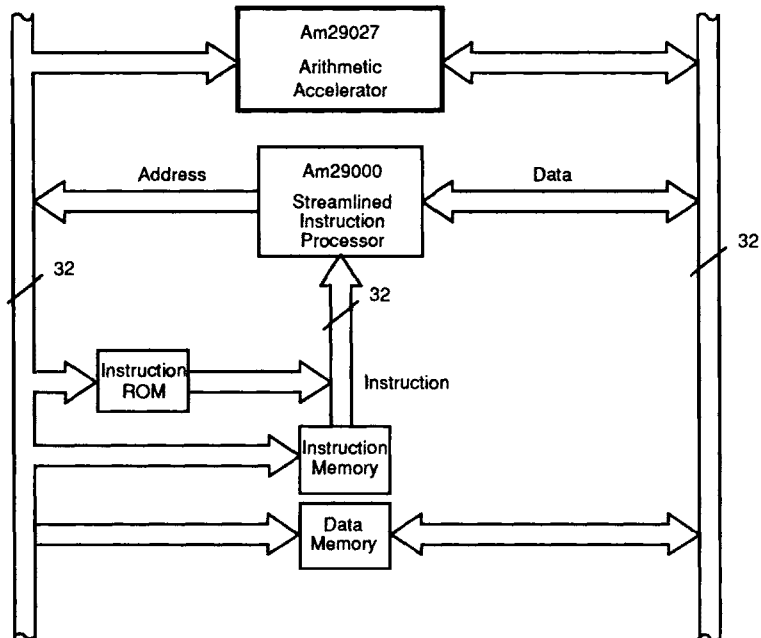 Am29027
Arithmetic
Accelerator
Am29000
Streamlined
Instruction
Processor
Address
Data
32
32
32
Instruction
ROM
Instruction
Instruction
Memory
Data
Memory